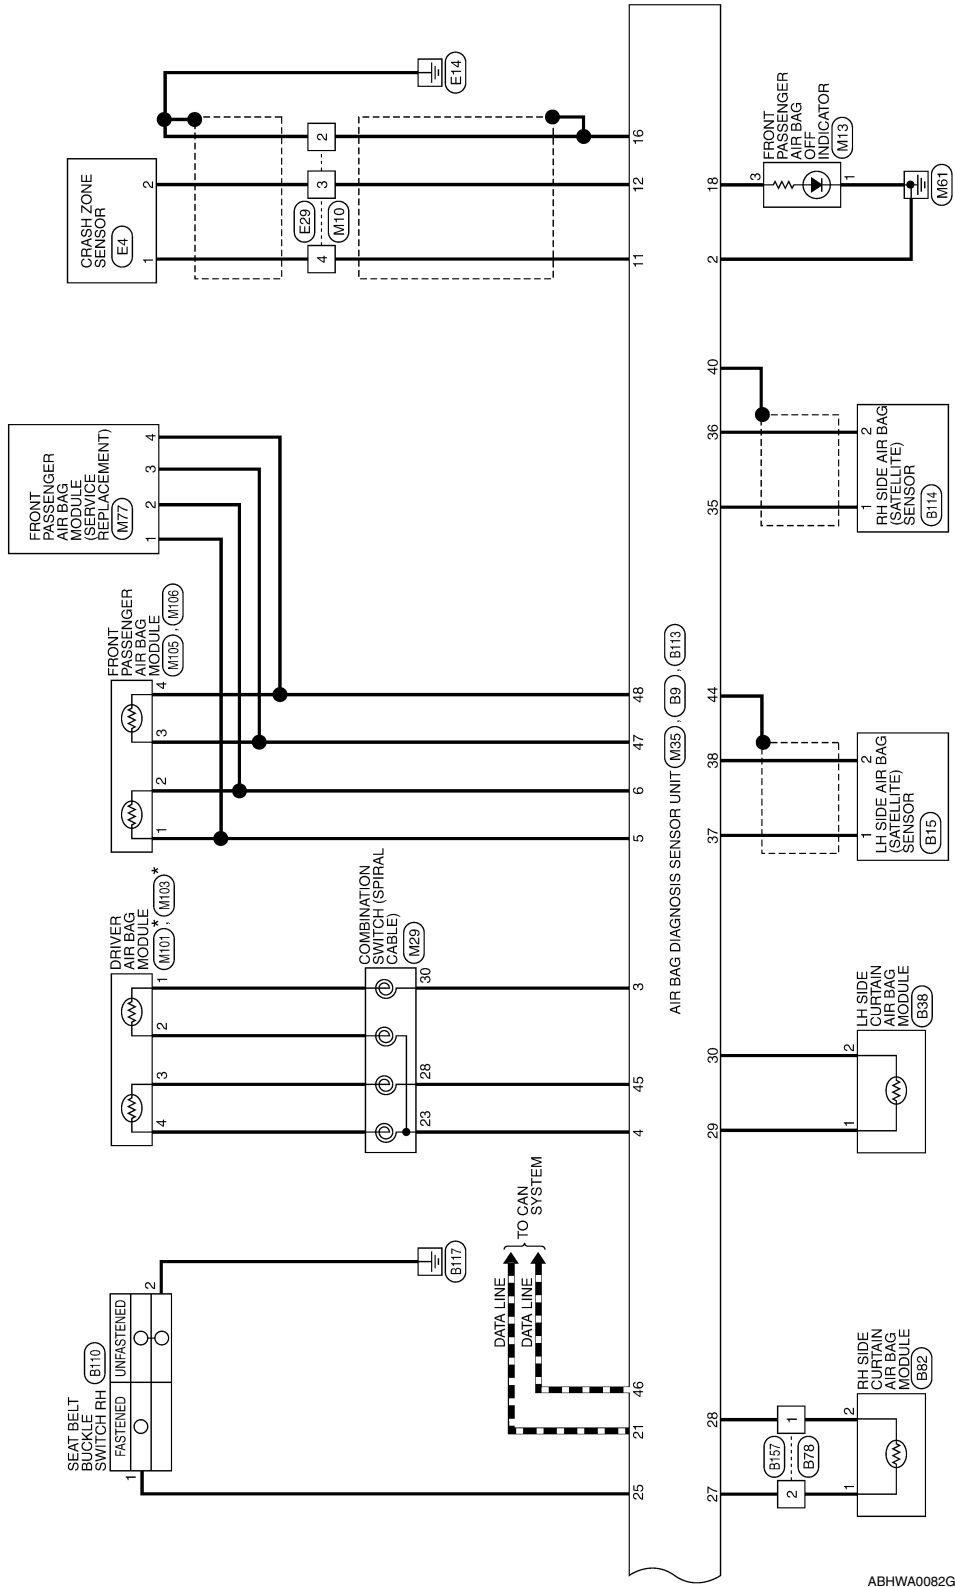 SEAT BELT
BUCKLE
SWITCH RH
B110
FASTENED
UNFASTENED
1
2
B117
DRIVER
AIR BAG
MODULE
M101 * , M103 *
4
3
2
1
COMBINATION
SWITCH (SPIRAL
CABLE)
M29
23
28
30
FRONT
PASSENGER
AIR BAG
MODULE
M105 , M106
1
2
3
4
FRONT
PASSENGER
AIR BAG
MODULE
(SERVICE
REPLACEMENT)
M77
1
2
3
4
CRASH ZONE
SENSOR
E4
1
2
E14
4
3
2
E29
M10
DATA LINE
DATA LINE
TO CAN
SYSTEM
25
21
46
4
45
3
5
6
47
48
11
12
16
AIR BAG DIAGNOSIS SENSOR UNIT M35 , B9 , B113
27
28
29
30
37
38
44
35
36
40
2
18
2
1
B157
B78
1
2
RH SIDE
CURTAIN
AIR BAG
MODULE
B82
1
2
LH SIDE
CURTAIN
AIR BAG
MODULE
B38
1
2
LH SIDE AIR BAG
(SATELLITE)
SENSOR
B15
1
2
RH SIDE AIR BAG
(SATELLITE)
SENSOR
B114
3
1
FRONT
PASSENGER
AIR BAG
OFF
INDICATOR
M13
M61
ABHWA0082G